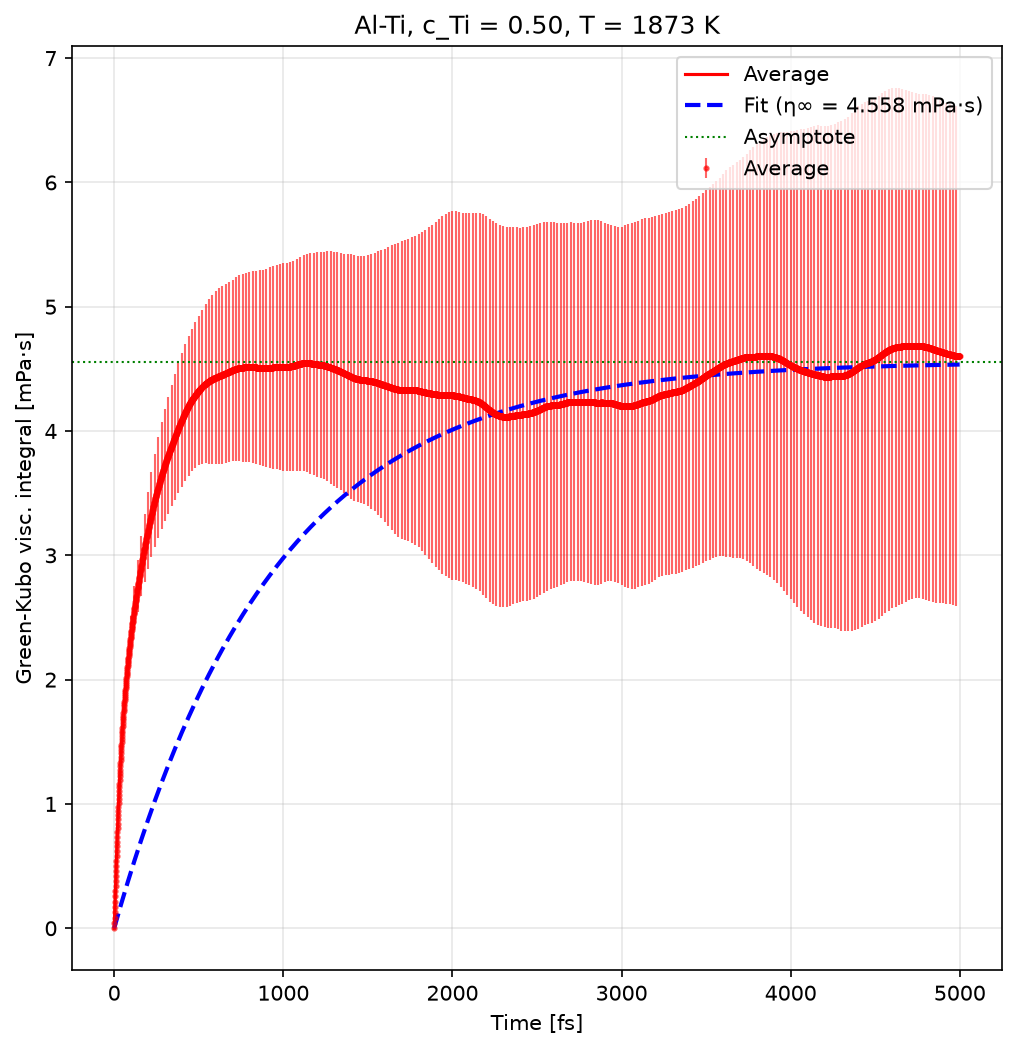 Al-Ti, c_Ti = 0.50, T = 1873 K
Average
Fit (η∞ = 4.558 mPa·s)
Asymptote
Average
7
6
5
4
3
2
1
0
Green-Kubo visc. integral [mPa·s]
0 1000 2000 3000 4000 5000
Time [fs]